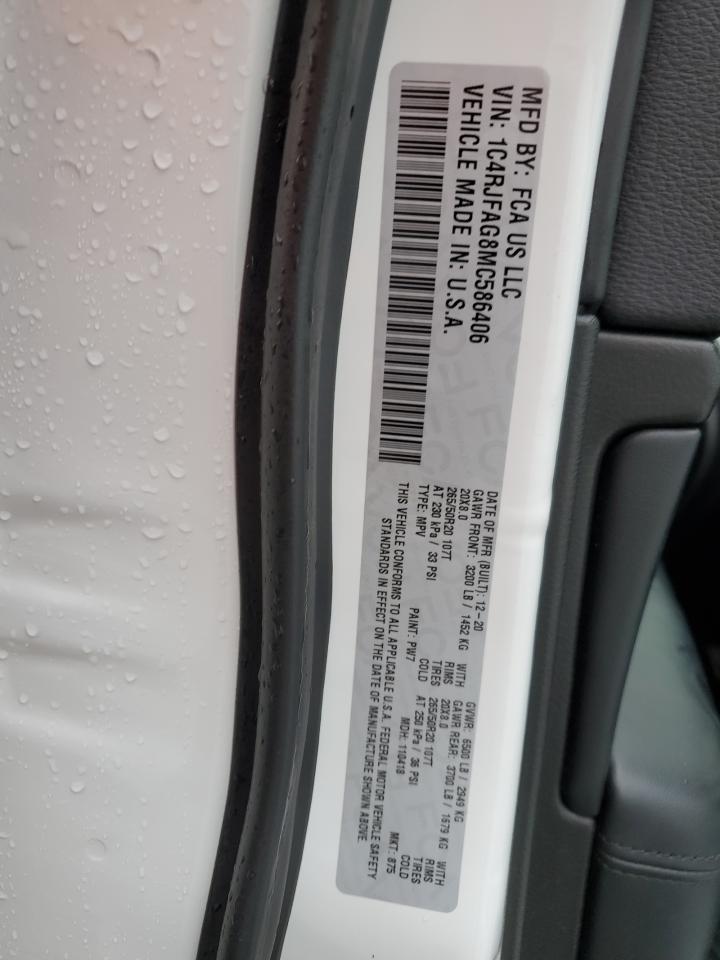 MFD BY: FCA US LLC
VIN: 1C4RJFAG8MC586406
VEHICLE MADE IN: U.S.A.
DATE OF MFR (BUILT): 12-20 GVWR: 6500 LB / 2949 KG
GAWR FRONT: 3200 LB / 1452 KG WITH GAWR REAR: 3700 LB / 1679 KG WITH
20X8.0 RIMS 20X8.0 RIMS
265/50R20 107T TIRES 265/50R20 107T TIRES
AT 230 kPa / 33 PSI COLD AT 250 kPa / 36 PSI COLD
TYPE: MPV PAINT: PW7 MDH: 110418 MKT: 875
THIS VEHICLE CONFORMS TO ALL APPLICABLE U.S.A. FEDERAL MOTOR VEHICLE SAFETY
STANDARDS IN EFFECT ON THE DATE OF MANUFACTURE SHOWN ABOVE.